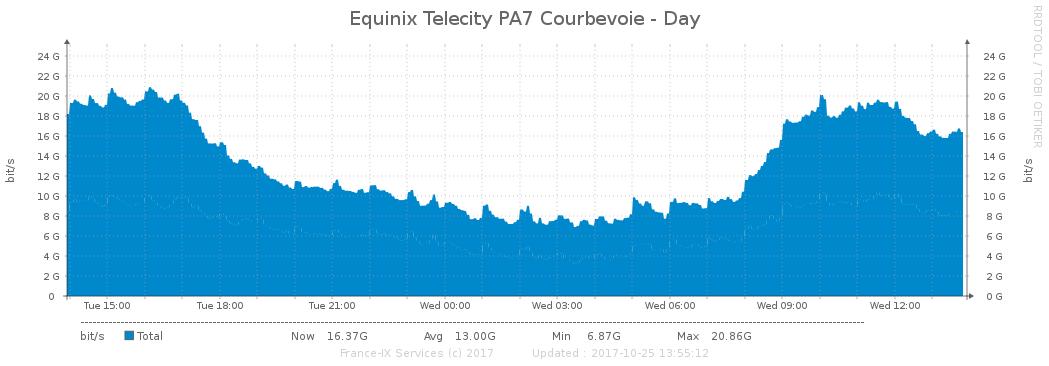 Equinix Telecity PA7 Courbevoie - Day
RRDTOOL / TOBI OETIKER
bit/s
24 G 24 G
22 G 22 G
20 G 20 G
18 G 18 G
16 G 16 G
14 G 14 G
12 G 12 G
10 G 10 G
8 G 8 G
6 G 6 G
4 G 4 G
2 G 2 G
0 0 G
bit/s
Tue 15:00 Tue 18:00 Tue 21:00 Wed 00:00 Wed 03:00 Wed 06:00 Wed 09:00 Wed 12:00
bit/s Total Now 16.37G Avg 13.00G Min 6.87G Max 20.86G
France-IX Services (c) 2017 Updated : 2017-10-25 13:55:12